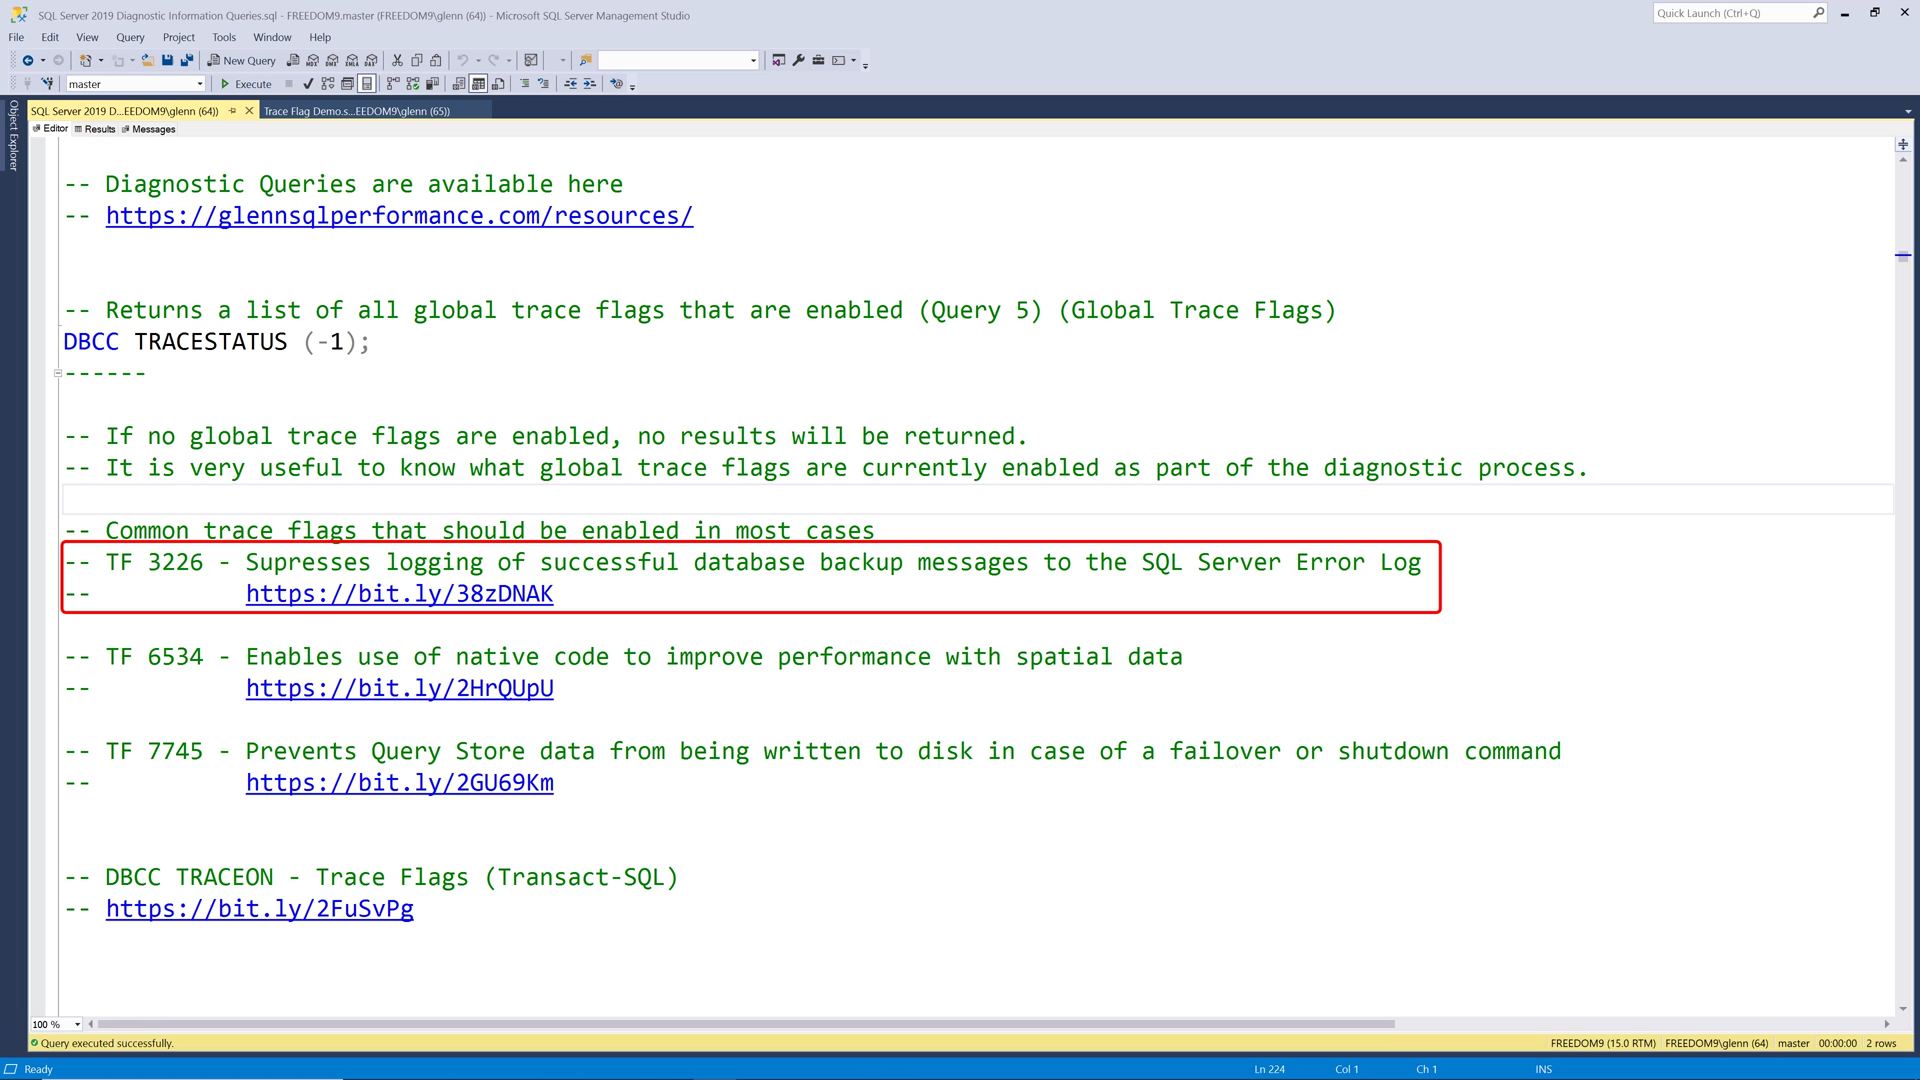 SQL Server 2019 Diagnostic Information Queries.sql - FREEDOM9.master (FREEDOM9\glenn (64)) - Microsoft SQL Server Management Studio
Quick Launch (Ctrl+Q)
File Edit View Query Project Tools Window Help
New Query
master Execute
SQL Server 2019 D...EEDOM9\glenn (64)) Trace Flag Demo.s...EEDOM9\glenn (65))
Object Explorer
Editor Results Messages
-- Diagnostic Queries are available here
-- https://glennsqlperformance.com/resources/
-- Returns a list of all global trace flags that are enabled (Query 5) (Global Trace Flags)
DBCC TRACESTATUS (-1);
------
-- If no global trace flags are enabled, no results will be returned.
-- It is very useful to know what global trace flags are currently enabled as part of the diagnostic process.
-- Common trace flags that should be enabled in most cases
-- TF 3226 - Supresses logging of successful database backup messages to the SQL Server Error Log
-- https://bit.ly/38zDNAK
-- TF 6534 - Enables use of native code to improve performance with spatial data
-- https://bit.ly/2HrQUpU
-- TF 7745 - Prevents Query Store data from being written to disk in case of a failover or shutdown command
-- https://bit.ly/2GU69Km
-- DBCC TRACEON - Trace Flags (Transact-SQL)
-- https://bit.ly/2FuSvPg
100 %
Query executed successfully. FREEDOM9 (15.0 RTM) FREEDOM9\glenn (64) master 00:00:00 2 rows
Ready Ln 224 Col 1 Ch 1 INS